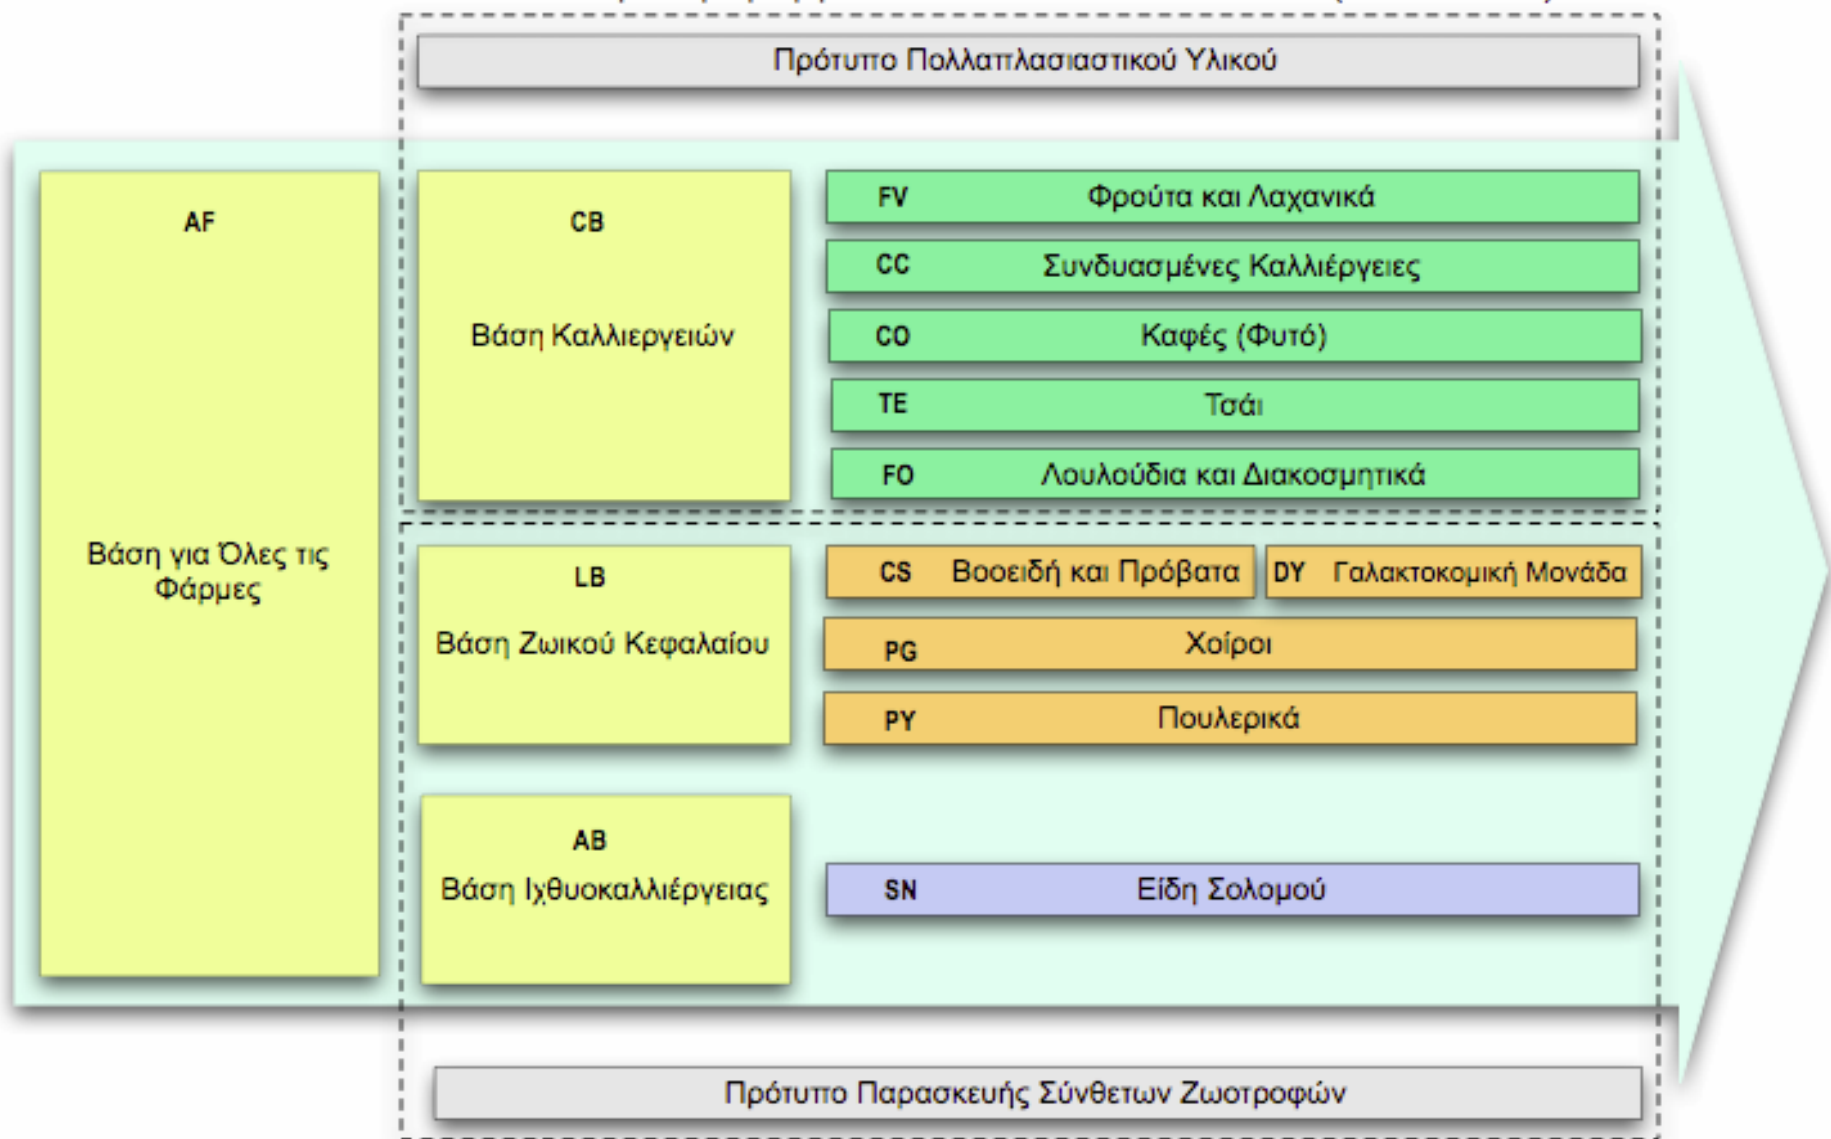 Πρότυπο Πολλαπλασιαστικού Υλικού
AF
CB
FV Φρούτα και Λαχανικά
CC Συνδυασμένες Καλλιέργειες
Βάση Καλλιεργειών
CO Καφές (Φυτό)
TE Τσάι
FO Λουλούδια και Διακοσμητικά
Βάση για Όλες τις
Φάρμες
LB
CS Βοοειδή και Πρόβατα
DY Γαλακτοκομική Μονάδα
Βάση Ζωικού Κεφαλαίου
PG Χοίροι
PY Πουλερικά
AB
Βάση Ιχθυοκαλλιέργειας
SN Είδη Σολομού
Πρότυπο Παρασκευής Σύνθετων Ζωοτροφών